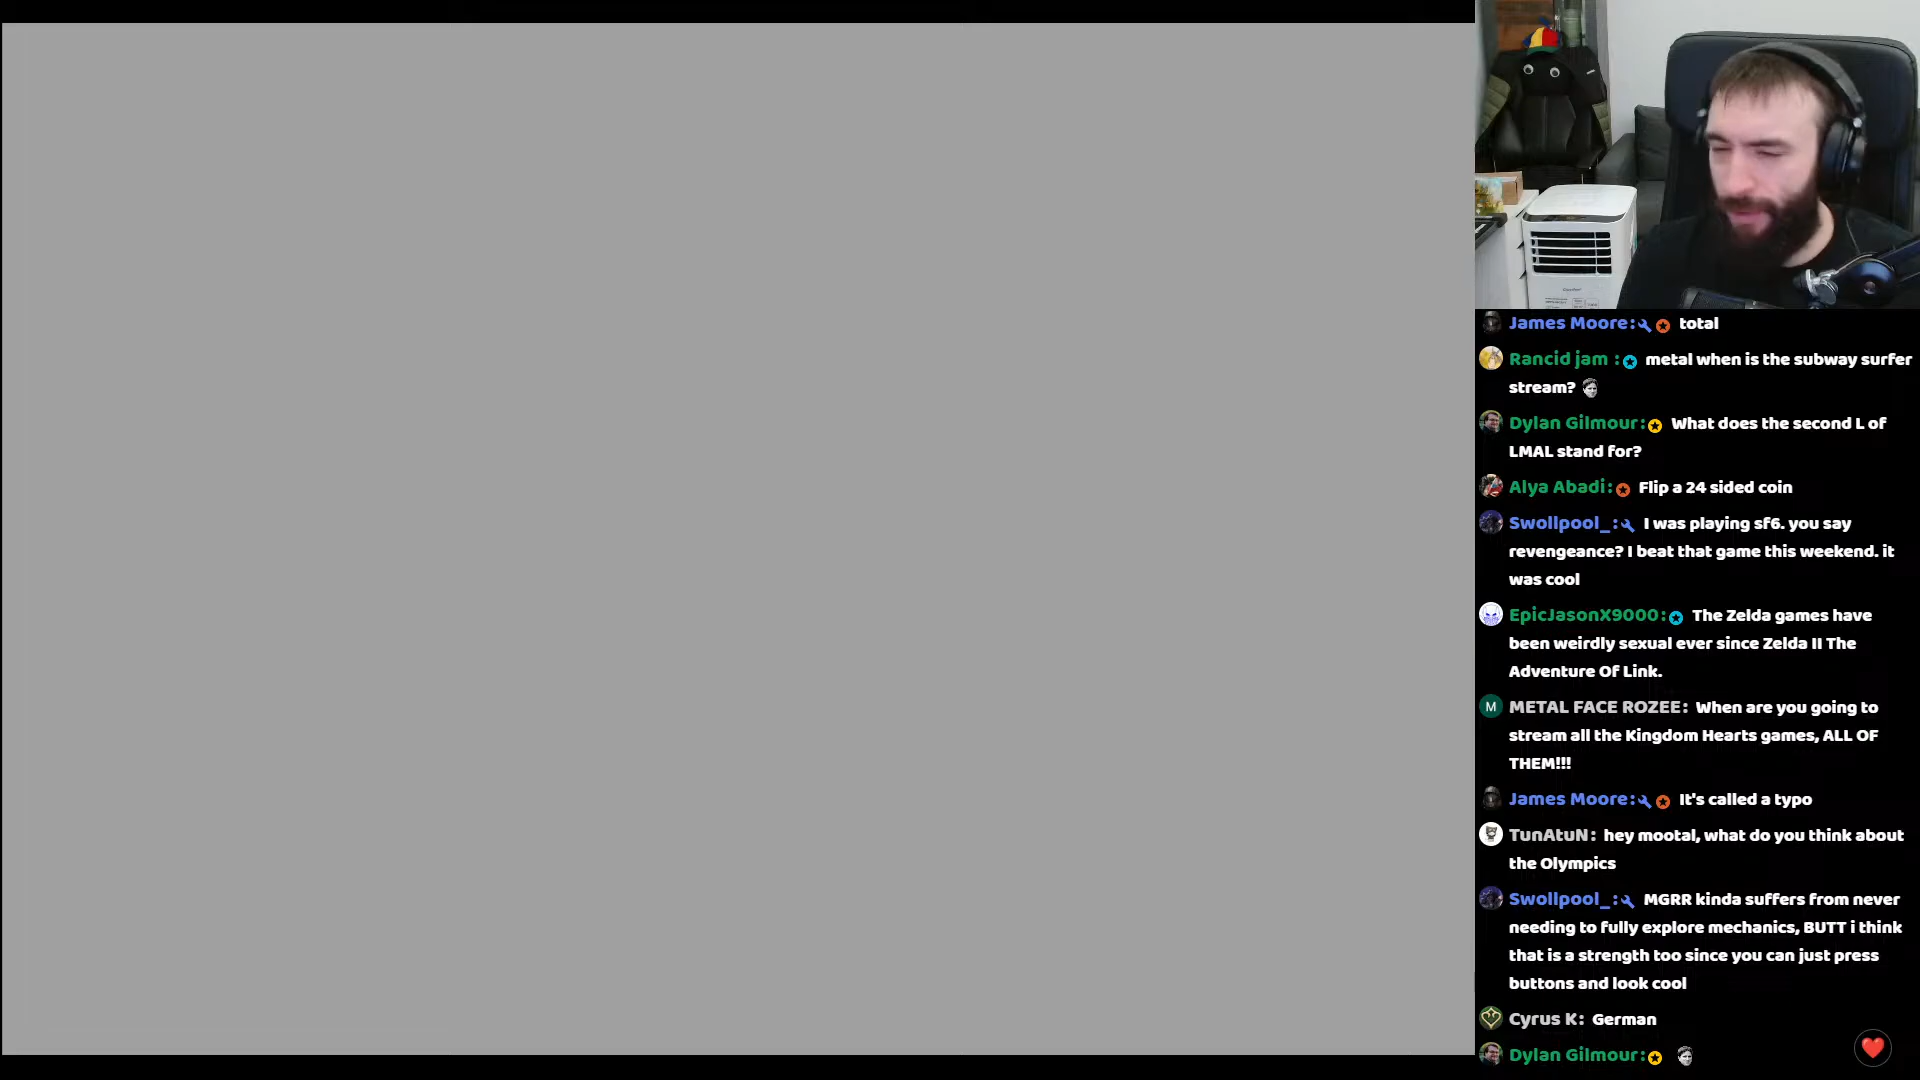 James Moore: total
Rancid jam : metal when is the subway surfer
stream?
Dylan Gilmour: What does the second L of
LMAL stand for?
Alya Abadi: Flip a 24 sided coin
Swollpool_: I was playing sf6. you say
revengeance? I beat that game this weekend. it
was cool
EpicJasonX9000: The Zelda games have
been weirdly sexual ever since Zelda II The
Adventure Of Link.
M METAL FACE ROZEE: When are you going to
stream all the Kingdom Hearts games, ALL OF
THEM!!!
James Moore: It's called a typo
TunAtuN: hey mootal, what do you think about
the Olympics
Swollpool_: MGRR kinda suffers from never
needing to fully explore mechanics, BUTT i think
that is a strength too since you can just press
buttons and look cool
Cyrus K: German
Dylan Gilmour: